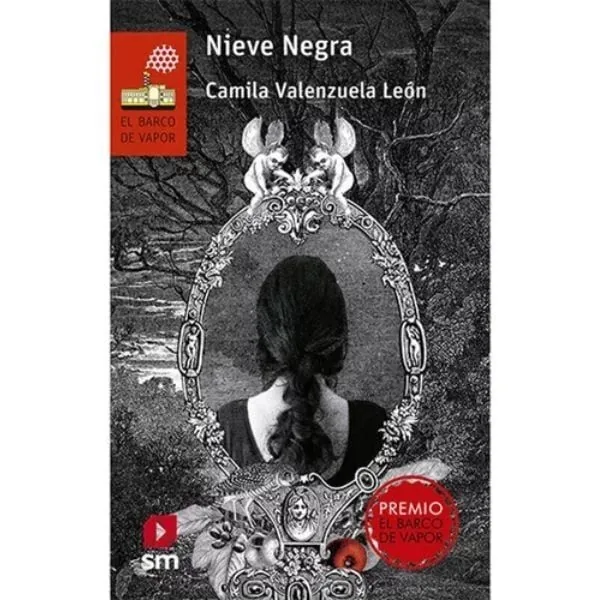 Nieve Negra
Camila Valenzuela León
EL BARCO
DE VAPOR
PREMIO
EL BARCO
DE VAPOR
sm